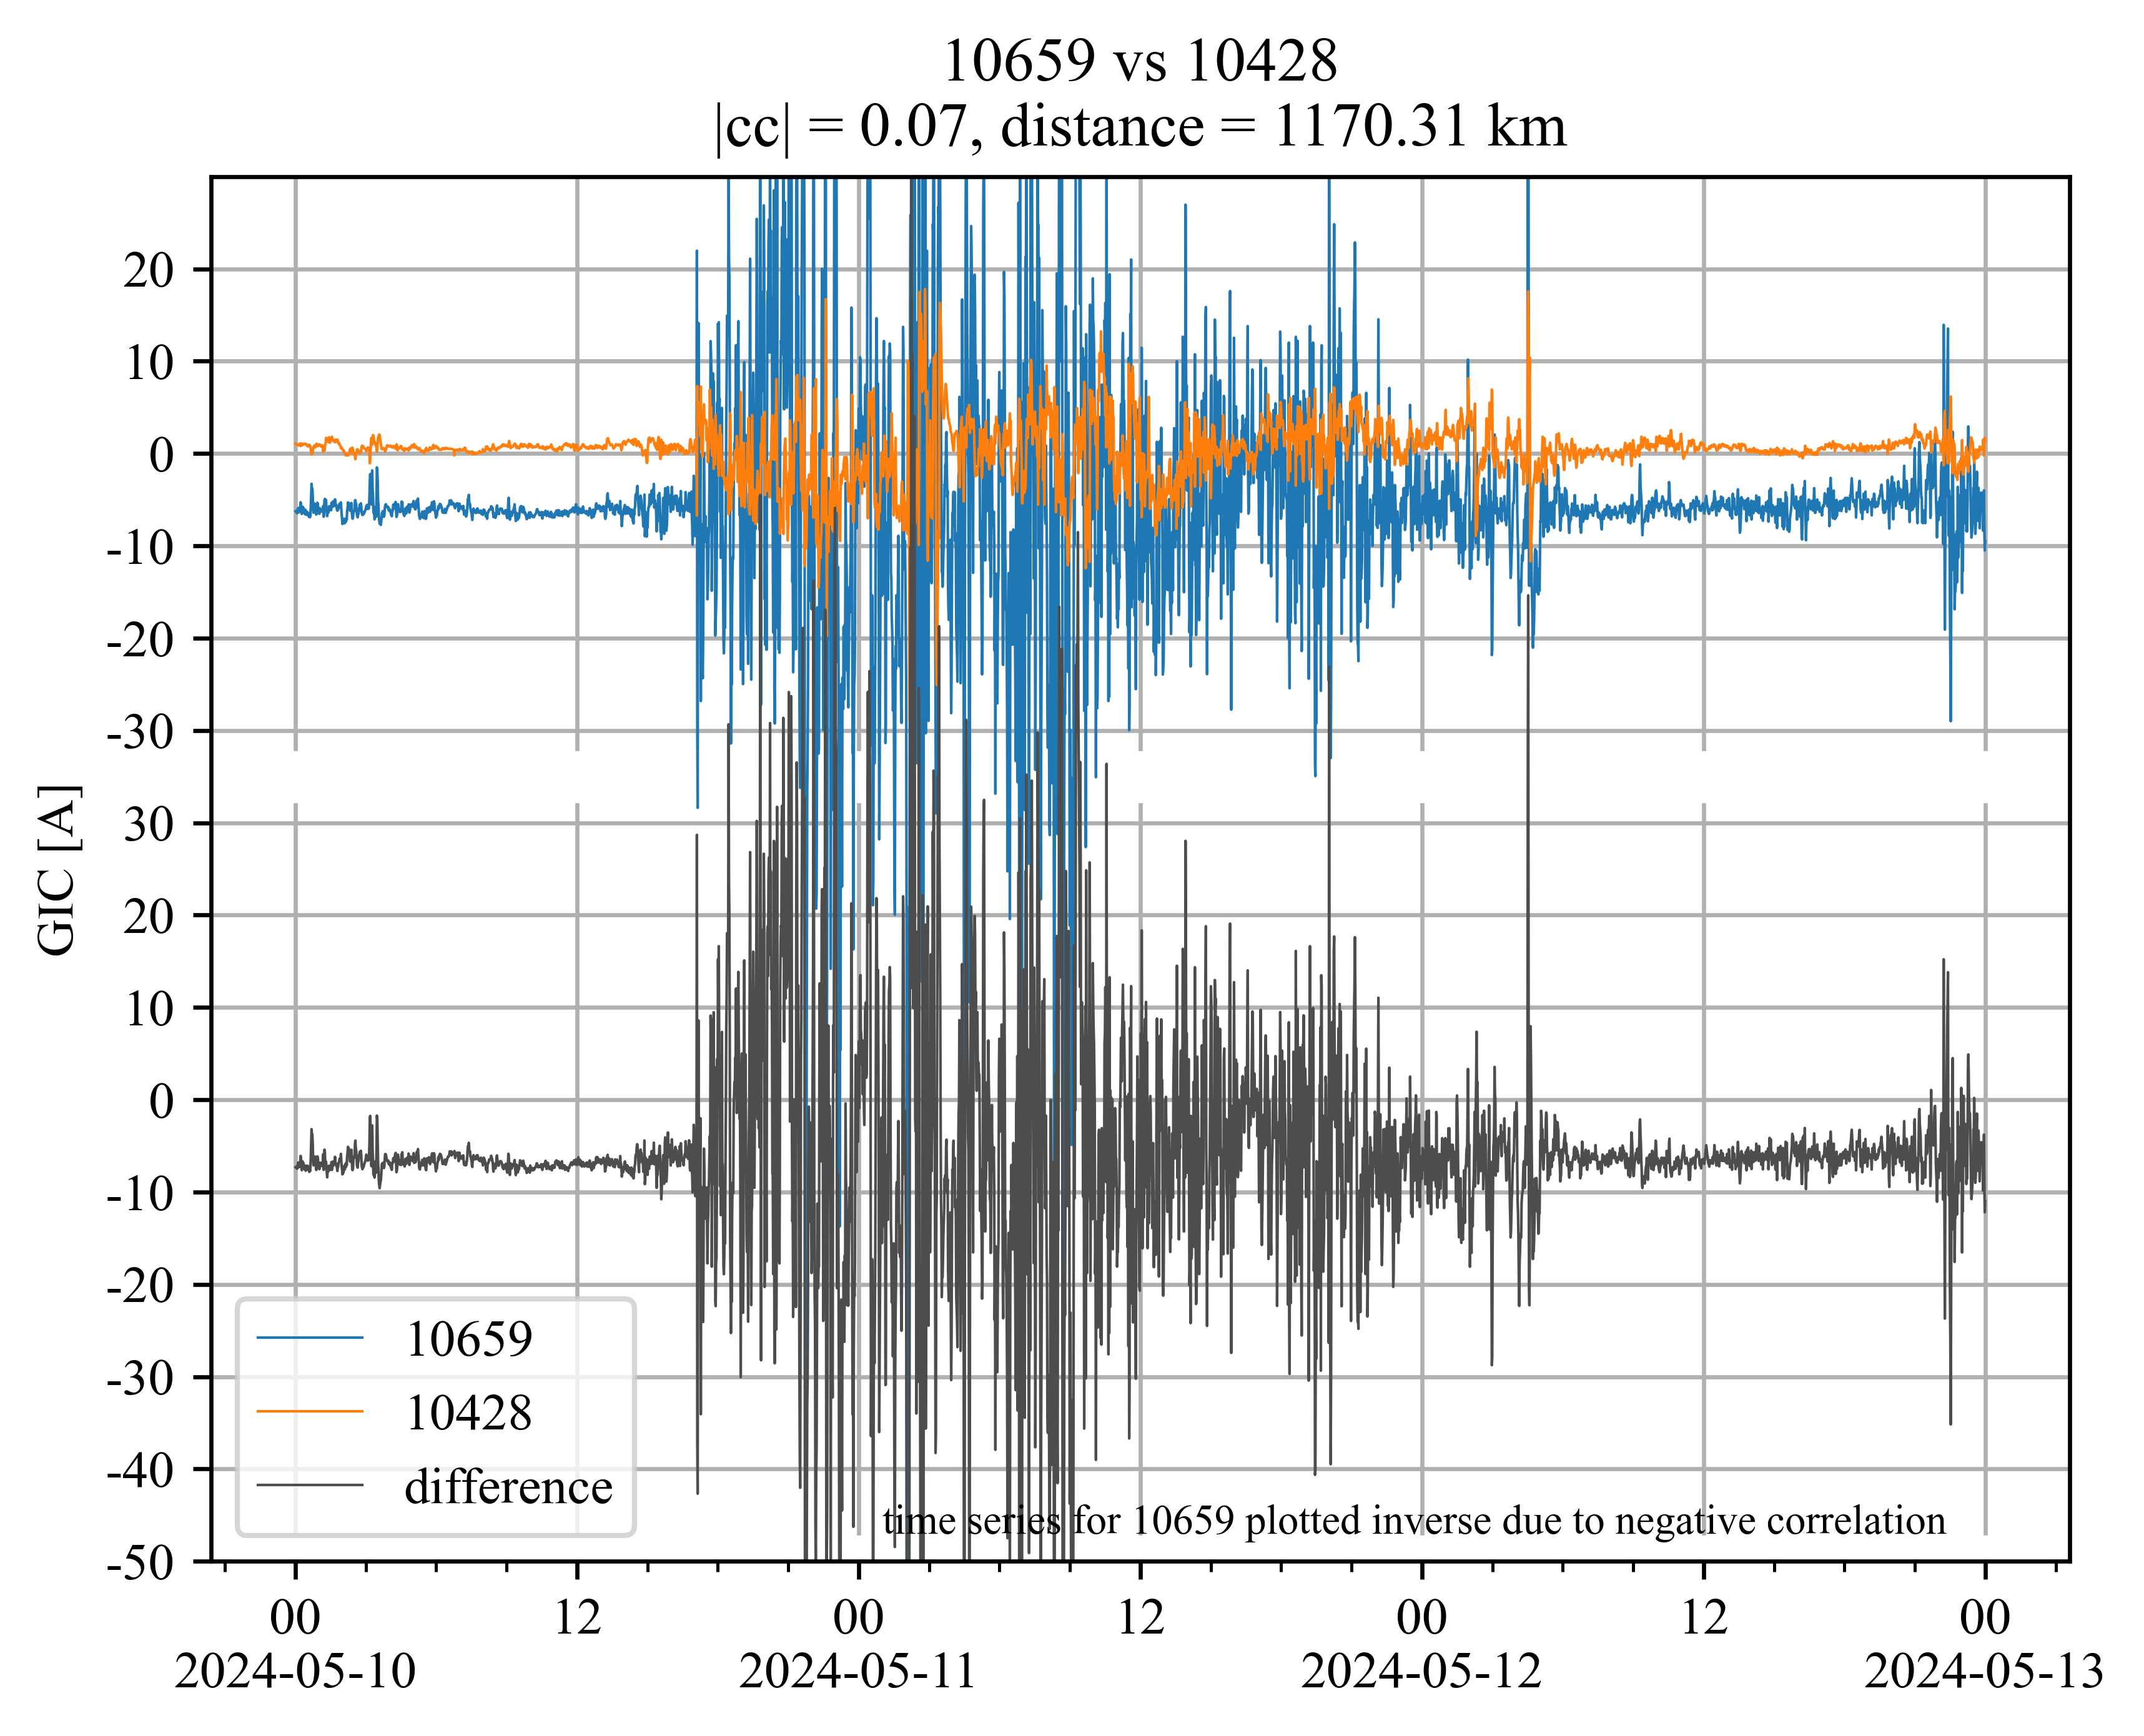 10659 vs 10428
|cc| = 0.07, distance = 1170.31 km
20
10
0
-10
-20
-30
30
20
10
0
-10
-20
-30
-40
-50
GIC [A]
10659
10428
difference
time series for 10659 plotted inverse due to negative correlation
00 12 00 12 00 12 00
2024-05-10 2024-05-11 2024-05-12 2024-05-13